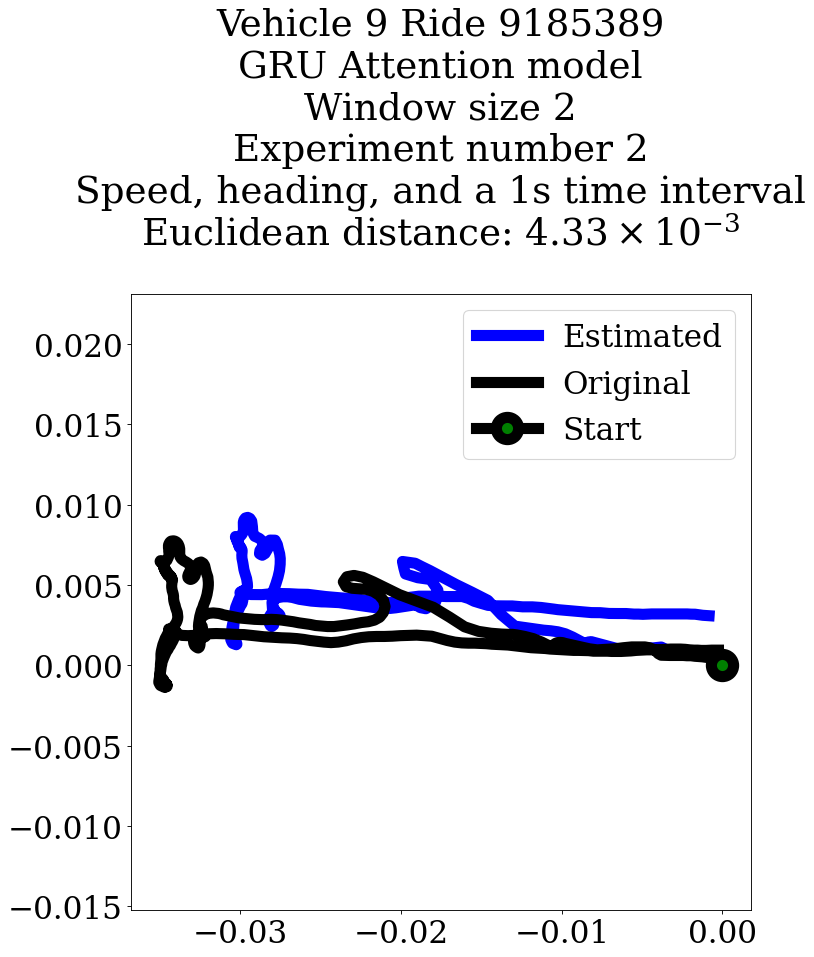 Vehicle 9 Ride 9185389
GRU Attention model
Window size 2
Experiment number 2
Speed, heading, and a 1s time interval
Euclidean distance: 4.33 × 10⁻³
Estimated
Original
Start
0.020
0.015
0.010
0.005
0.000
−0.005
−0.010
−0.015
−0.03 −0.02 −0.01 0.00